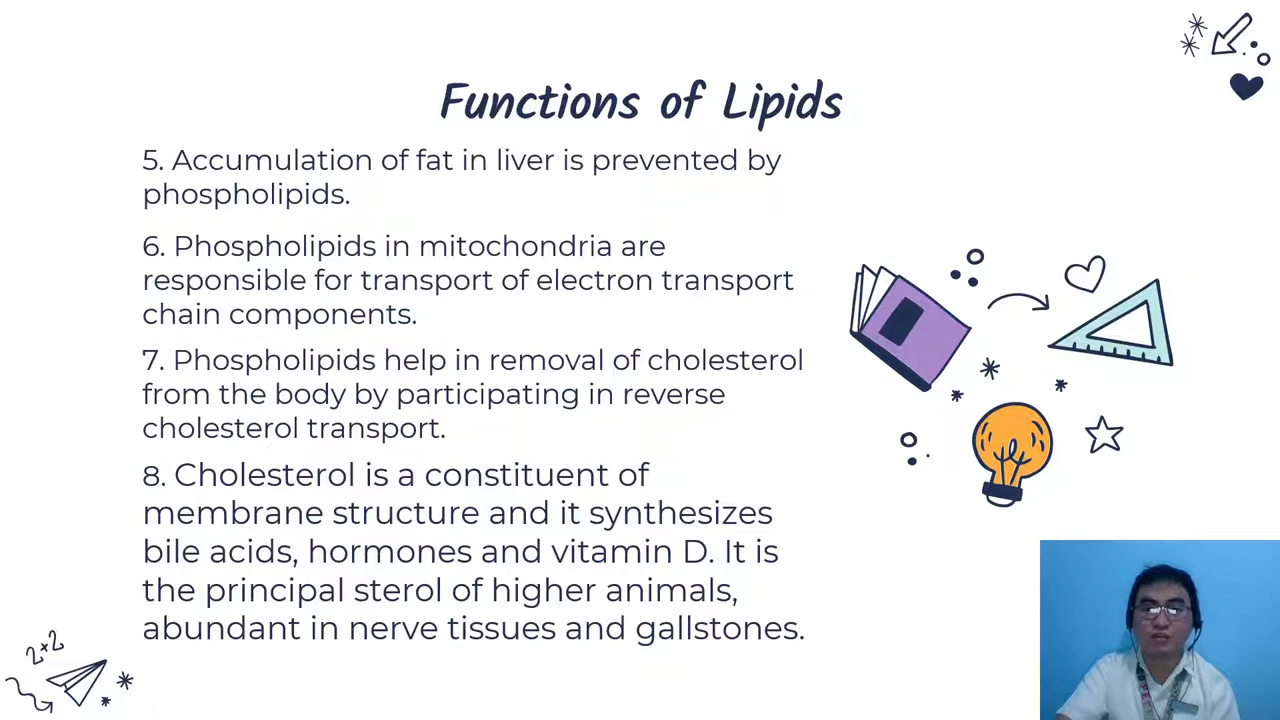 Functions of Lipids
5. Accumulation of fat in liver is prevented by
phospholipids.
6. Phospholipids in mitochondria are
responsible for transport of electron transport
chain components.
7. Phospholipids help in removal of cholesterol
from the body by participating in reverse
cholesterol transport.
8. Cholesterol is a constituent of
membrane structure and it synthesizes
bile acids, hormones and vitamin D. It is
the principal sterol of higher animals,
abundant in nerve tissues and gallstones.
2+2